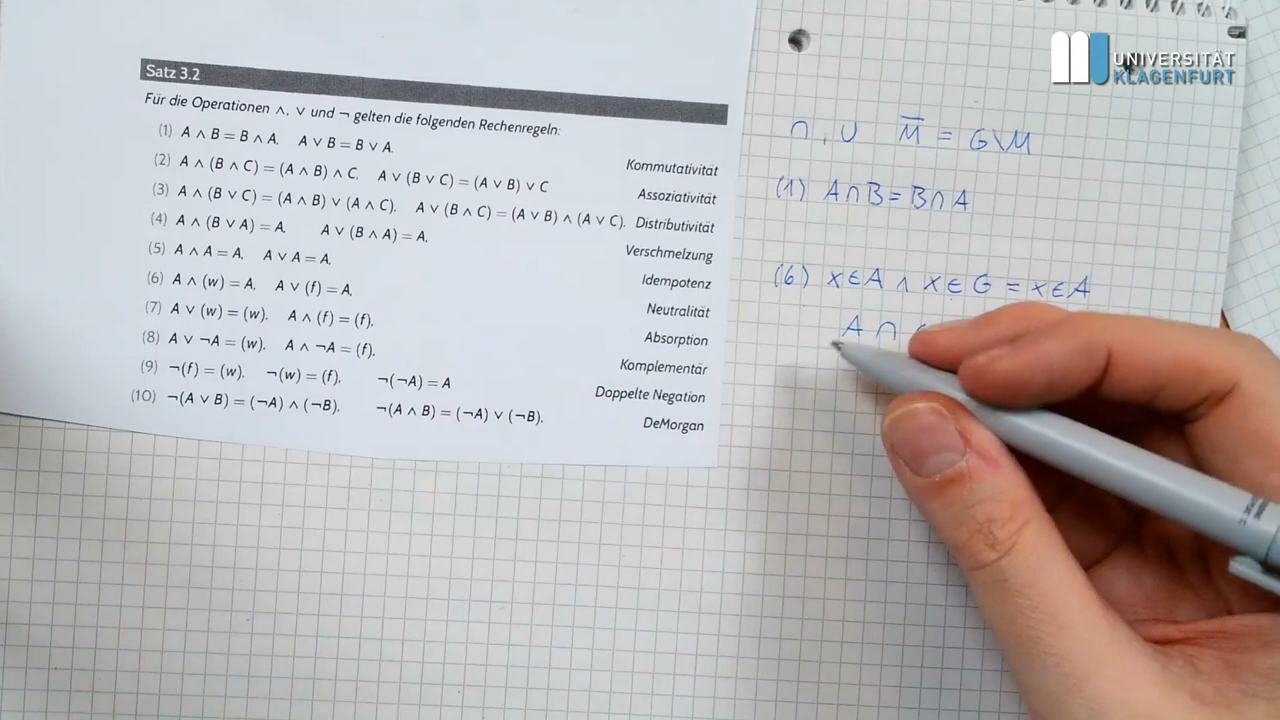 Satz 3.2
Für die Operationen ∧, ∨ und ¬ gelten die folgenden Rechenregeln:
(1) A ∧ B = B ∧ A. A ∨ B = B ∨ A. Kommutativität
(2) A ∧ (B ∧ C) = (A ∧ B) ∧ C. A ∨ (B ∨ C) = (A ∨ B) ∨ C Assoziativität
(3) A ∧ (B ∨ C) = (A ∧ B) ∨ (A ∧ C). A ∨ (B ∧ C) = (A ∨ B) ∧ (A ∨ C). Distributivität
(4) A ∧ (B ∨ A) = A. A ∨ (B ∧ A) = A. Verschmelzung
(5) A ∧ A = A. A ∨ A = A. Idempotenz
(6) A ∧ (w) = A. A ∨ (f) = A. Neutralität
(7) A ∨ (w) = (w). A ∧ (f) = (f). Absorption
(8) A ∨ ¬A = (w). A ∧ ¬A = (f). Komplementär
(9) ¬(f) = (w). ¬(w) = (f). ¬(¬A) = A Doppelte Negation
(10) ¬(A ∨ B) = (¬A) ∧ (¬B). ¬(A ∧ B) = (¬A) ∨ (¬B). DeMorgan
UNIVERSITÄT
KLAGENFURT
∩, ∪ M̅ = G\M
(1) A∩B = B∩A
(6) x∈A ∧ x∈G = x∈A
A ∩